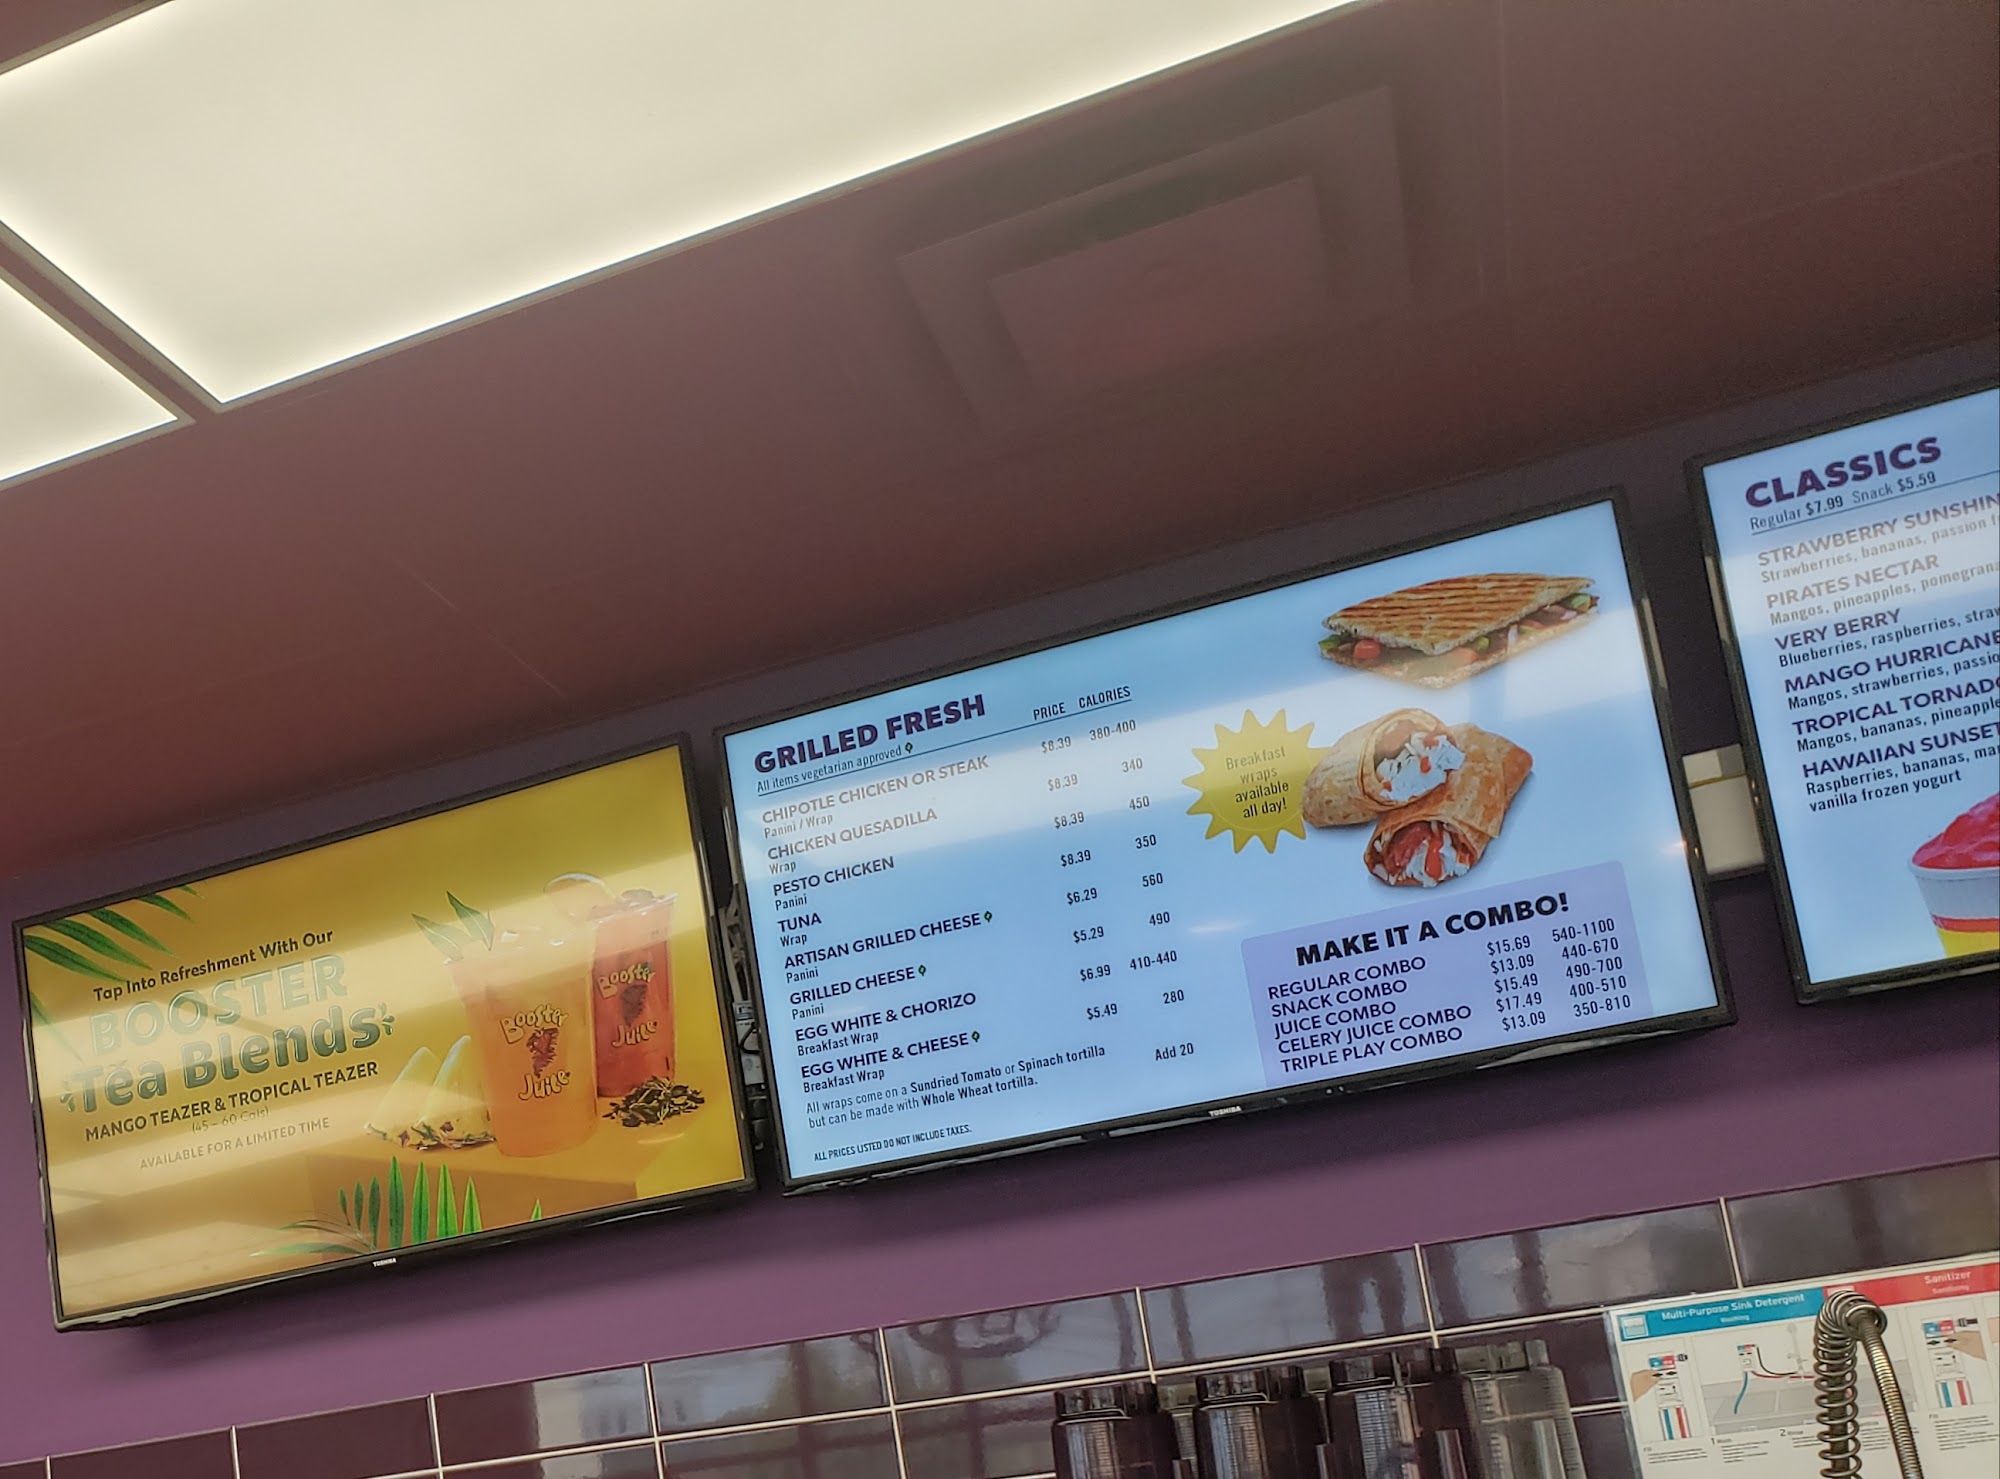 Tap Into Refreshment With Our
BOOSTER
Tea Blends
MANGO TEAZER & TROPICAL TEAZER
(45 - 60 Cals)
AVAILABLE FOR A LIMITED TIME
Booster
Juice
Booster
Juice
TOSHIBA
GRILLED FRESH
All items vegetarian approved
PRICE CALORIES
CHIPOTLE CHICKEN OR STEAK $8.39 380-400
Panini / Wrap
CHICKEN QUESADILLA $8.39 340
Wrap
PESTO CHICKEN $8.39 450
Panini
TUNA $8.39 350
Wrap
ARTISAN GRILLED CHEESE $6.29 560
Panini
GRILLED CHEESE $5.29 490
Panini
EGG WHITE & CHORIZO $6.99 410-440
Breakfast Wrap
EGG WHITE & CHEESE $5.49 280
Breakfast Wrap
All wraps come on a Sundried Tomato or Spinach tortilla Add 20
but can be made with Whole Wheat tortilla.
ALL PRICES LISTED DO NOT INCLUDE TAXES.
Breakfast
wraps
available
all day!
MAKE IT A COMBO!
REGULAR COMBO $15.69 540-1100
SNACK COMBO $13.09 440-670
JUICE COMBO $15.49 490-700
CELERY JUICE COMBO $17.49 400-510
TRIPLE PLAY COMBO $13.09 350-810
TOSHIBA
CLASSICS
Regular $7.99 Snack $5.59
STRAWBERRY SUNSHIN
Strawberries, bananas, passion f
PIRATES NECTAR
Mangos, pineapples, pomegrana
VERY BERRY
Blueberries, raspberries, straw
MANGO HURRICANE
Mangos, strawberries, passio
TROPICAL TORNADO
Mangos, bananas, pineapple
HAWAIIAN SUNSET
Raspberries, bananas, ma
vanilla frozen yogurt
Multi-Purpose Sink Detergent
Washing
Sanitizer
Sanitizing